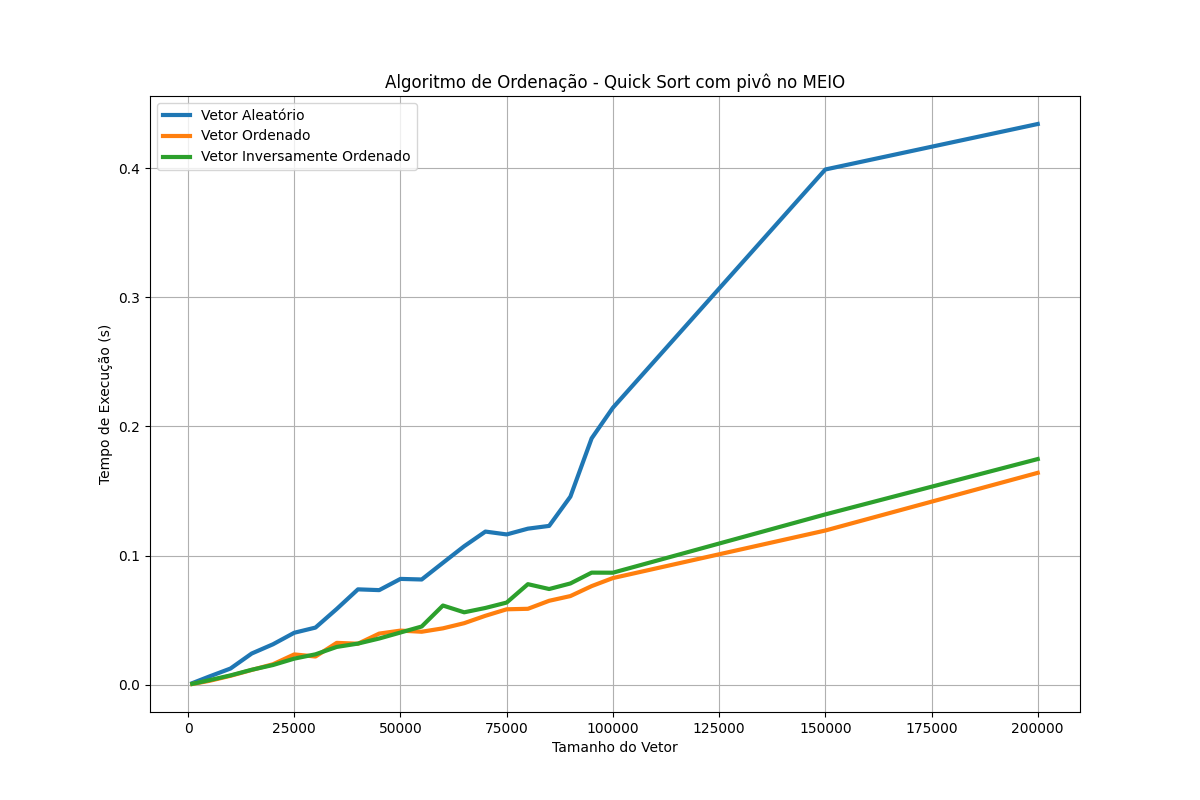 Algoritmo de Ordenação - Quick Sort com pivô no MEIO
Vetor Aleatório
Vetor Ordenado
Vetor Inversamente Ordenado
Tempo de Execução (s)
0.4
0.3
0.2
0.1
0.0
0 25000 50000 75000 100000 125000 150000 175000 200000
Tamanho do Vetor